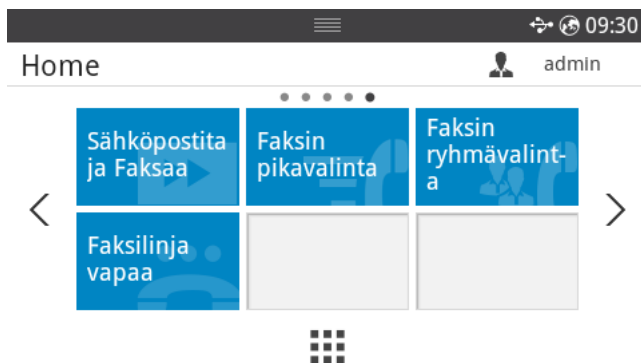 09:30
Home
admin
Sähköpostita
ja Faksaa
Faksin
pikavalinta
Faksin
ryhmävalint-
a
Faksilinja
vapaa